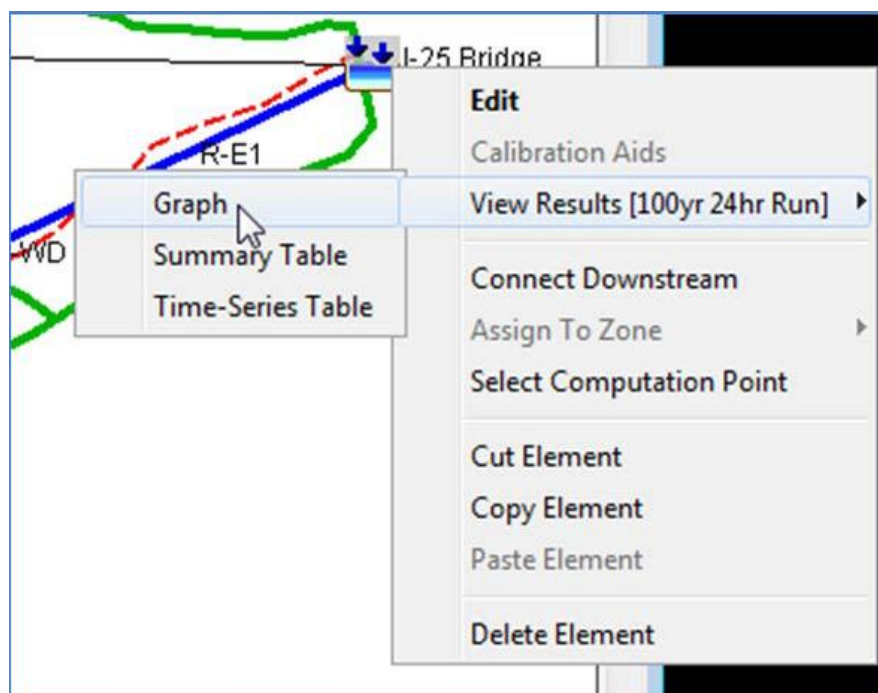 I-25 Bridge
R-E1
-WD
Edit
Calibration Aids
View Results [100yr 24hr Run]
Graph
Summary Table
Time-Series Table
Connect Downstream
Assign To Zone
Select Computation Point
Cut Element
Copy Element
Paste Element
Delete Element